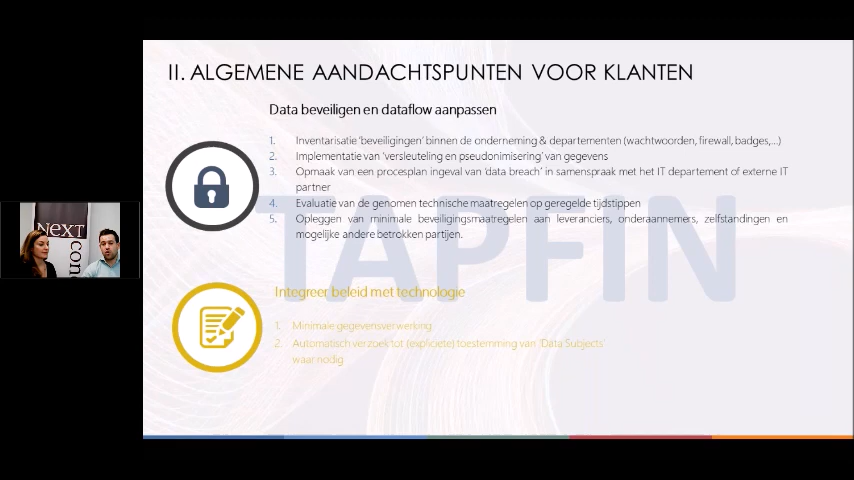 II. ALGEMENE AANDACHTSPUNTEN VOOR KLANTEN
Data beveiligen en dataflow aanpassen
1. Inventarisatie ‘beveiligingen’ binnen de onderneming & departementen (wachtwoorden, firewall, badges,...)
2. Implementatie van ‘versleuteling en pseudonimisering’ van gegevens
3. Opmaak van een procesplan ingeval van ‘data breach’ in samenspraak met het IT departement of externe IT
partner
4. Evaluatie van de genomen technische maatregelen op geregelde tijdstippen
5. Opleggen van minimale beveiligingsmaatregelen aan leveranciers, onderaannemers, zelfstandingen en
mogelijke andere betrokken partijen.
TAPFIN
Integreer beleid met technologie
1. Minimale gegevensverwerking
2. Automatisch verzoek tot (expliciete) toestemming van ‘Data Subjects’
waar nodig
NEXT
conc